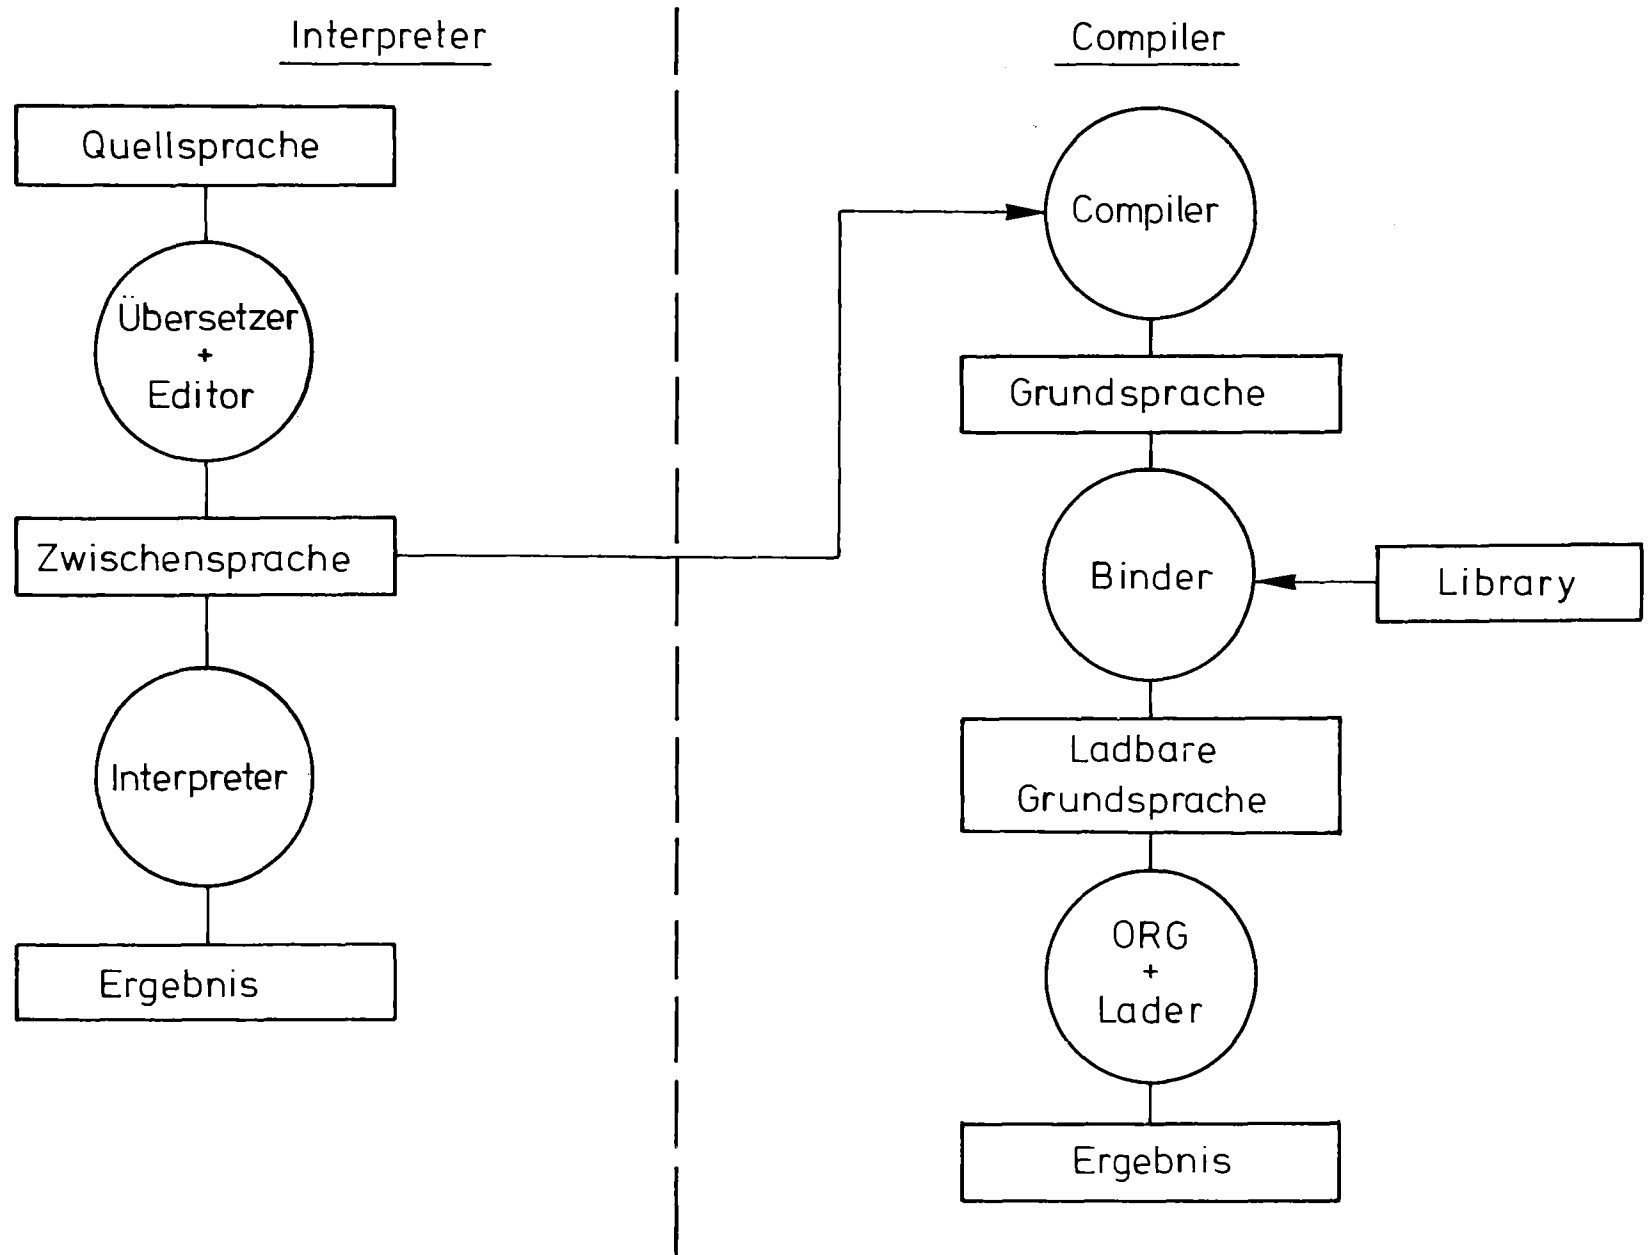 Interpreter
Quellsprache
Übersetzer
+
Editor
Zwischensprache
Interpreter
Ergebnis
Compiler
Compiler
Grundsprache
Binder
Library
Ladbare
Grundsprache
ORG
+
Lader
Ergebnis